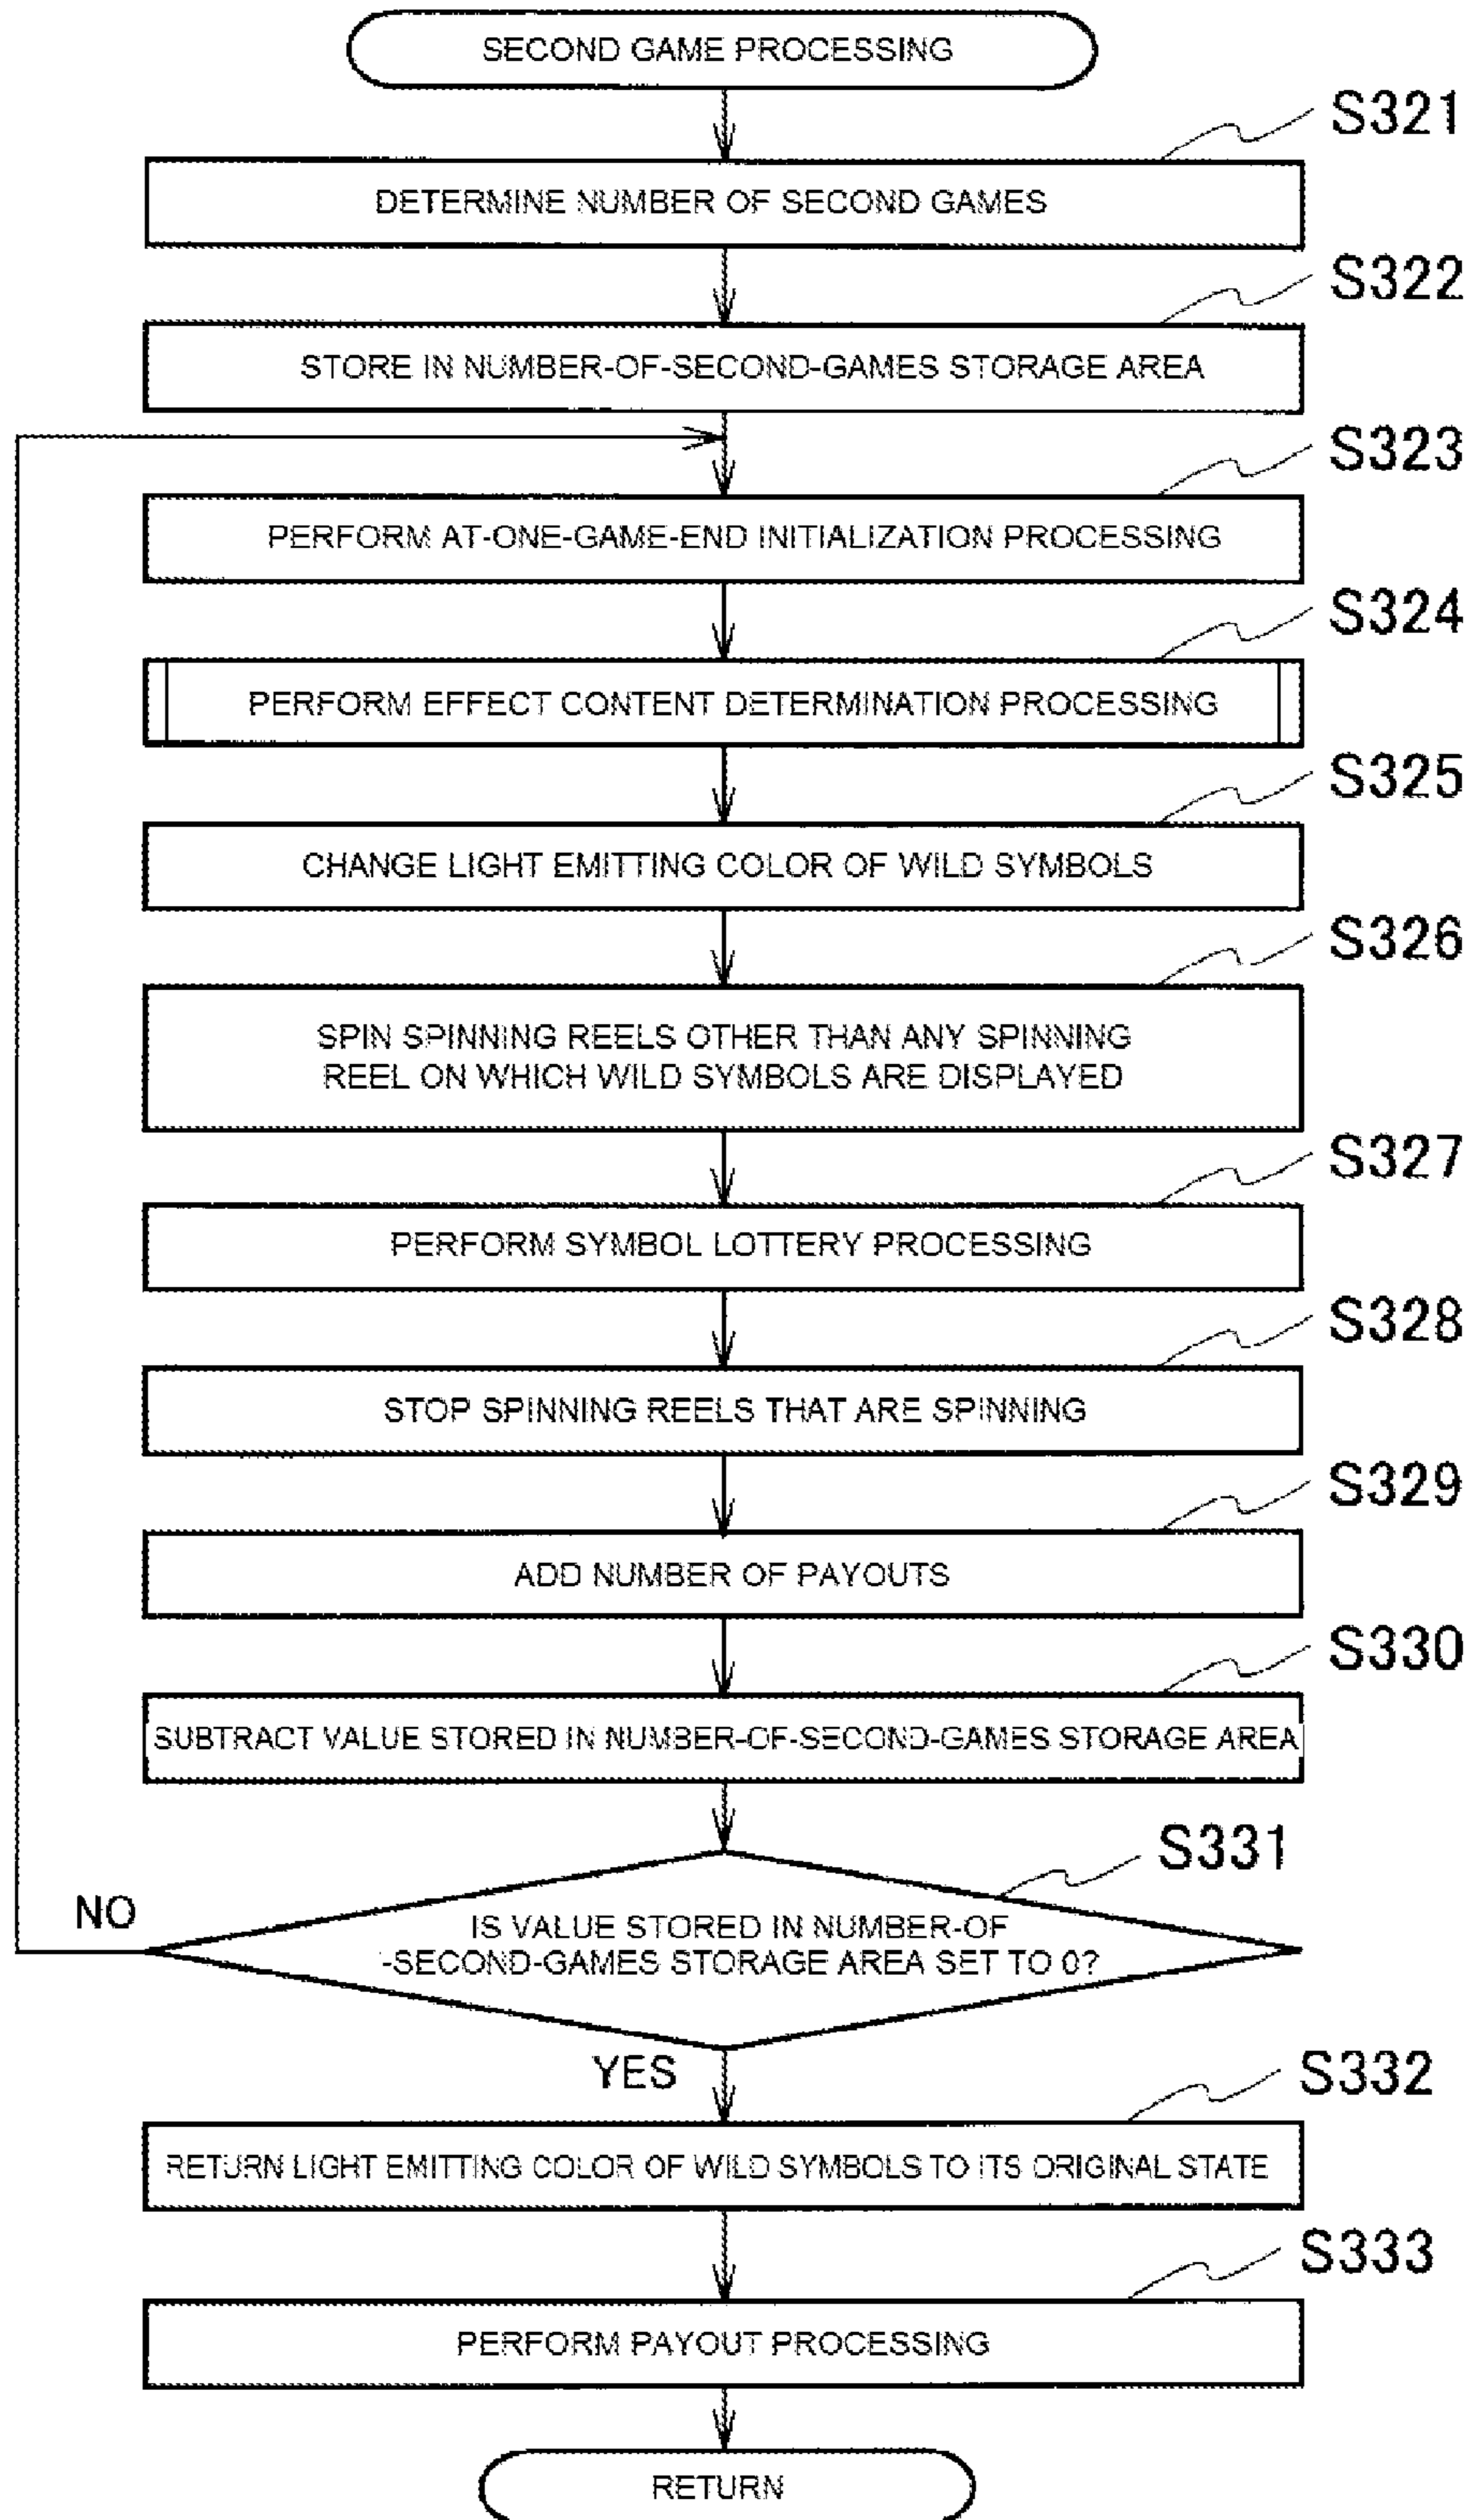 SECOND GAME PROCESSING
S321
DETERMINE NUMBER OF SECOND GAMES
S322
STORE IN NUMBER-OF-SECOND-GAMES STORAGE AREA
S323
PERFORM AT-ONE-GAME-END INITIALIZATION PROCESSING
S324
PERFORM EFFECT CONTENT DETERMINATION PROCESSING
S325
CHANGE LIGHT EMITTING COLOR OF WILD SYMBOLS
S326
SPIN SPINNING REELS OTHER THAN ANY SPINNING
REEL ON WHICH WILD SYMBOLS ARE DISPLAYED
S327
PERFORM SYMBOL LOTTERY PROCESSING
S328
STOP SPINNING REELS THAT ARE SPINNING
S329
ADD NUMBER OF PAYOUTS
S330
SUBTRACT VALUE STORED IN NUMBER-OF-SECOND-GAMES STORAGE AREA
S331
NO
IS VALUE STORED IN NUMBER-OF
-SECOND-GAMES STORAGE AREA SET TO 0?
YES
S332
RETURN LIGHT EMITTING COLOR OF WILD SYMBOLS TO ITS ORIGINAL STATE
S333
PERFORM PAYOUT PROCESSING
RETURN